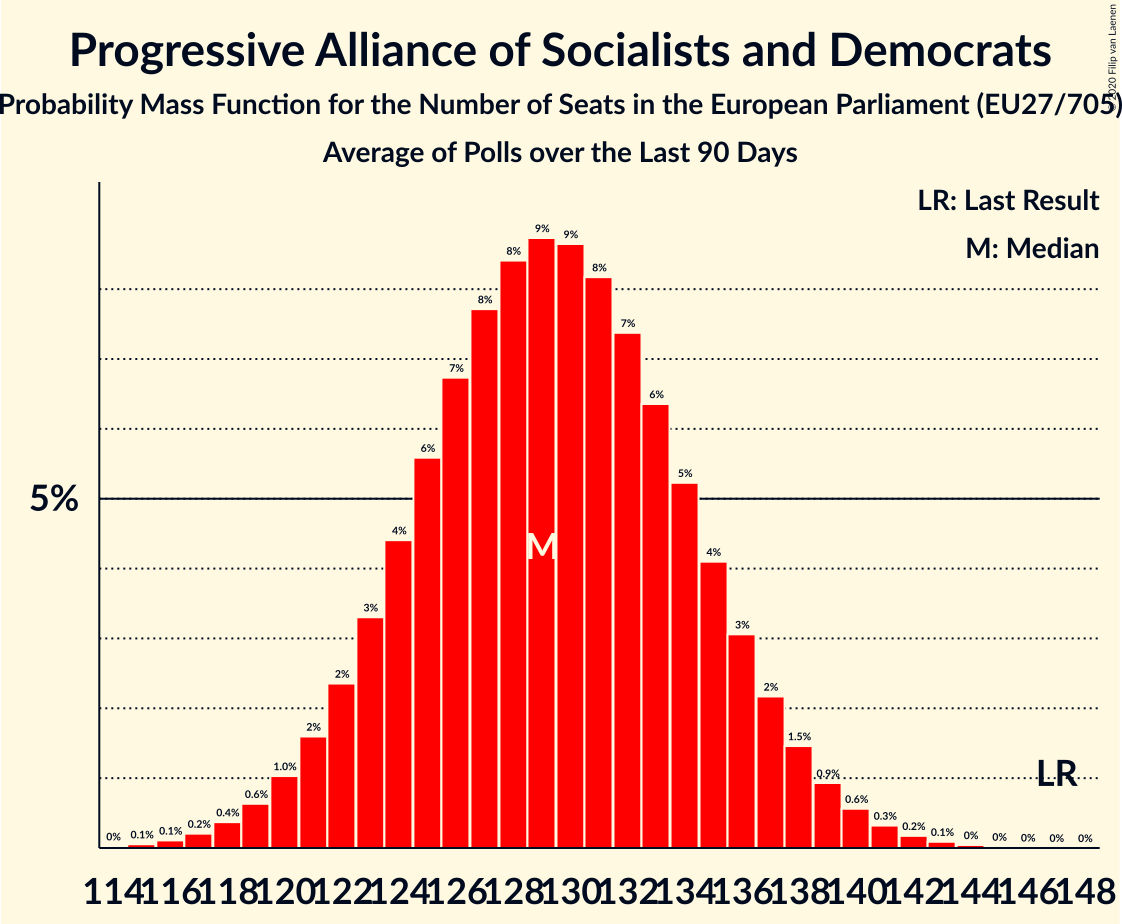 Progressive Alliance of Socialists and Democrats
Probability Mass Function for the Number of Seats in the European Parliament (EU27/705)
Average of Polls over the Last 90 Days
2020 Filip van Laenen
LR: Last Result
M: Median
5%
0% 0.1% 0.1% 0.2% 0.4% 0.6% 1.0% 2% 2% 3% 4% 6% 7% 8% 8% 9% 9% 8% 7% 6% 5% 4% 3% 2% 1.5% 0.9% 0.6% 0.3% 0.2% 0.1% 0% 0% 0% 0% 0%
M
LR
114 116 118 120 122 124 126 128 130 132 134 136 138 140 142 144 146 148